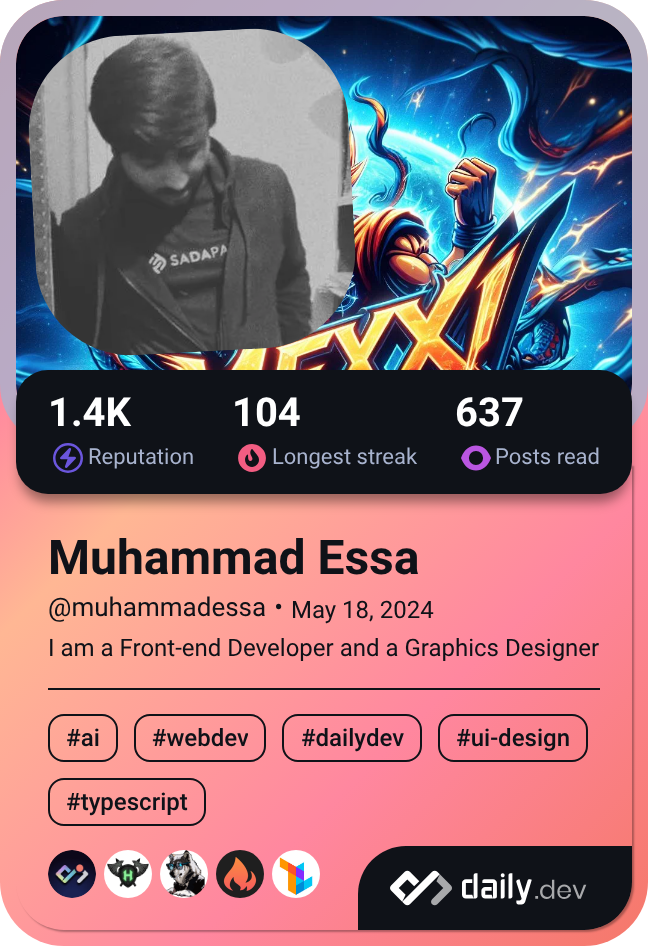 SADAPA
1.4K 104 637
Reputation Longest streak Posts read
Muhammad Essa
@muhammadessa • May 18, 2024
I am a Front-end Developer and a Graphics Designer
#ai #webdev #dailydev #ui-design
#typescript
H
daily.dev